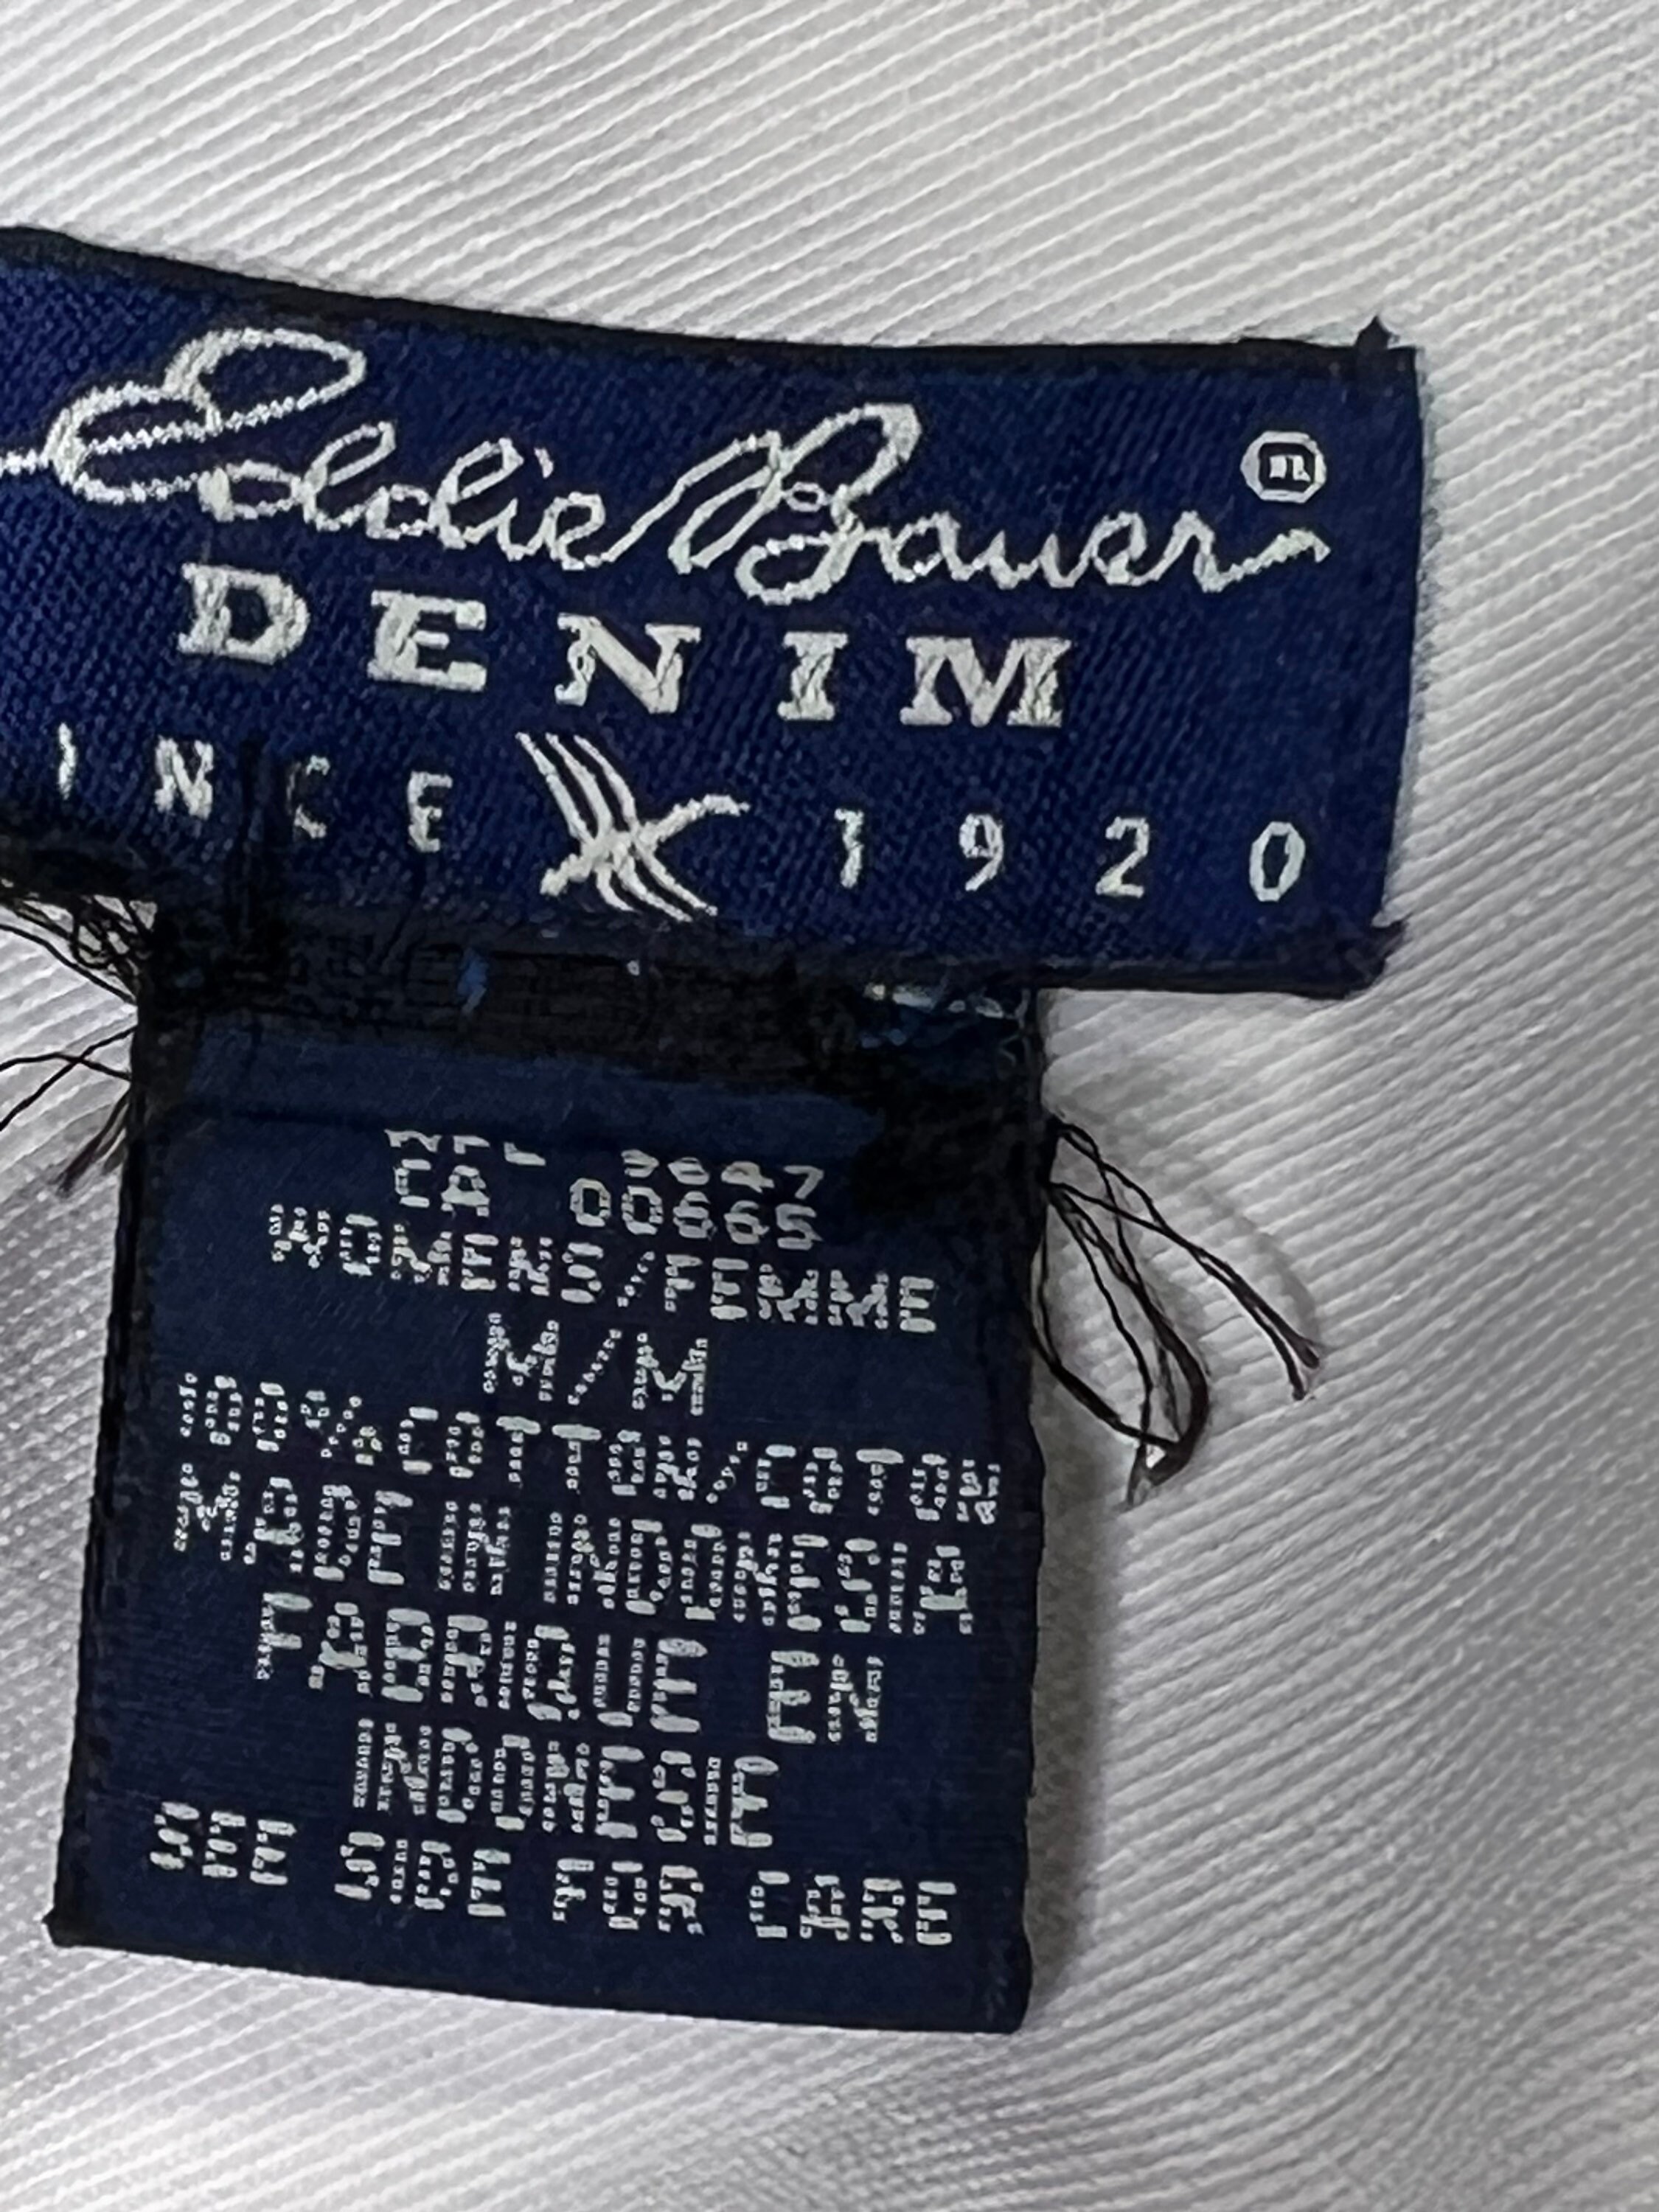 Eddie Bauer ®
DENIM
INCE 1920
CA 00665
WOMENS/FEMME
M/M
100%COTTON/COTON
MADE IN INDONESIA
FABRIQUE EN
INDONESIE
SEE SIDE FOR CARE